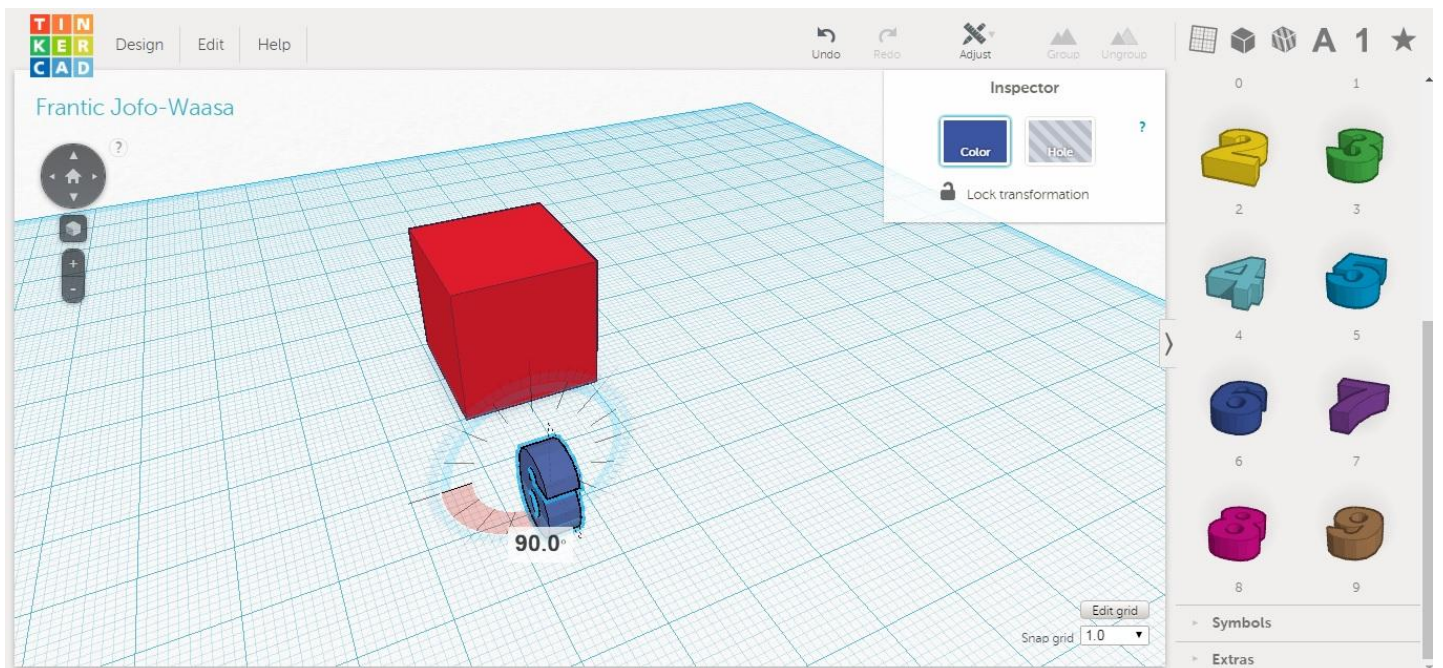 TIN
KER
CAD
Design Edit Help
Undo Redo Adjust Group Ungroup
A 1
Frantic Jofo-Waasa
?
+
-
Inspector
Color Hole ?
Lock transformation
0 1
2 3
4 5
6 7
8 9
Symbols
Extras
90.0°
Edit grid
Snap grid 1.0